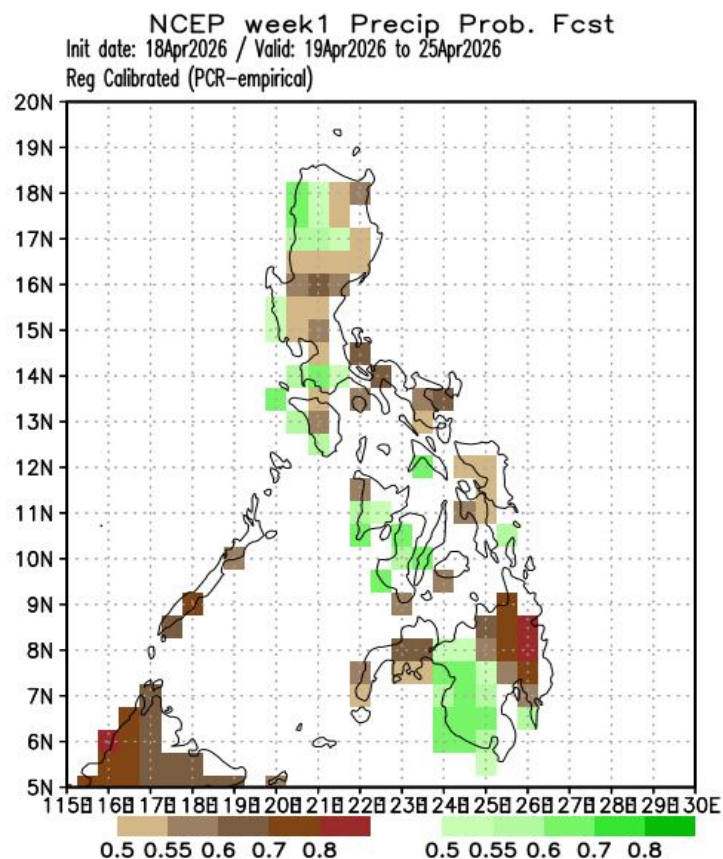 NCEP week1 Precip Prob. Fcst
Init date: 18Apr2026 / Valid: 19Apr2026 to 25Apr2026
Reg Calibrated (PCR-empirical)
20N
19N
18N
17N
16N
15N
14N
13N
12N
11N
10N
9N
8N
7N
6N
5N
115E 116E 117E 118E 119E 120E 121E 122E 123E 124E 125E 126E 127E 128E 129E 130E
0.5 0.55 0.6 0.7 0.8 0.5 0.55 0.6 0.7 0.8